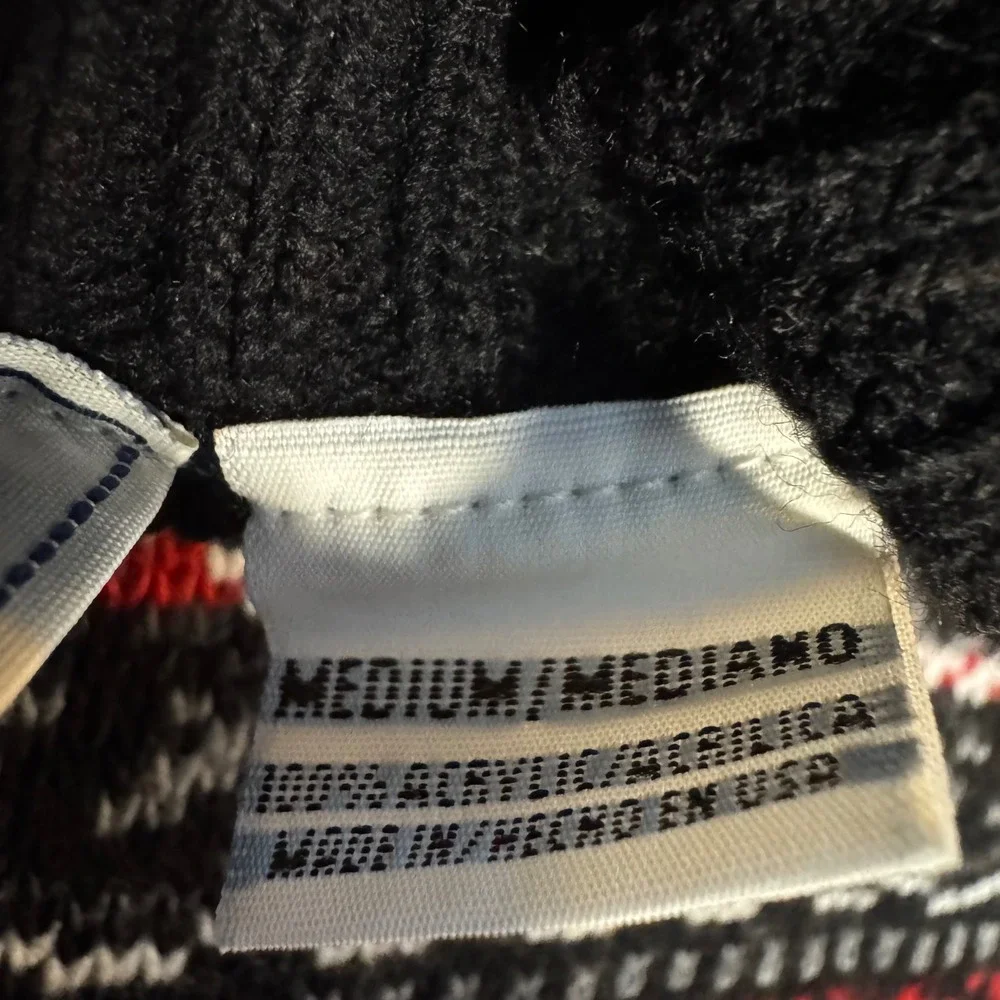 MEDIUM/MEDIANO
100% ACRYLIC/ACRILICA
MADE IN/HECHO EN USA